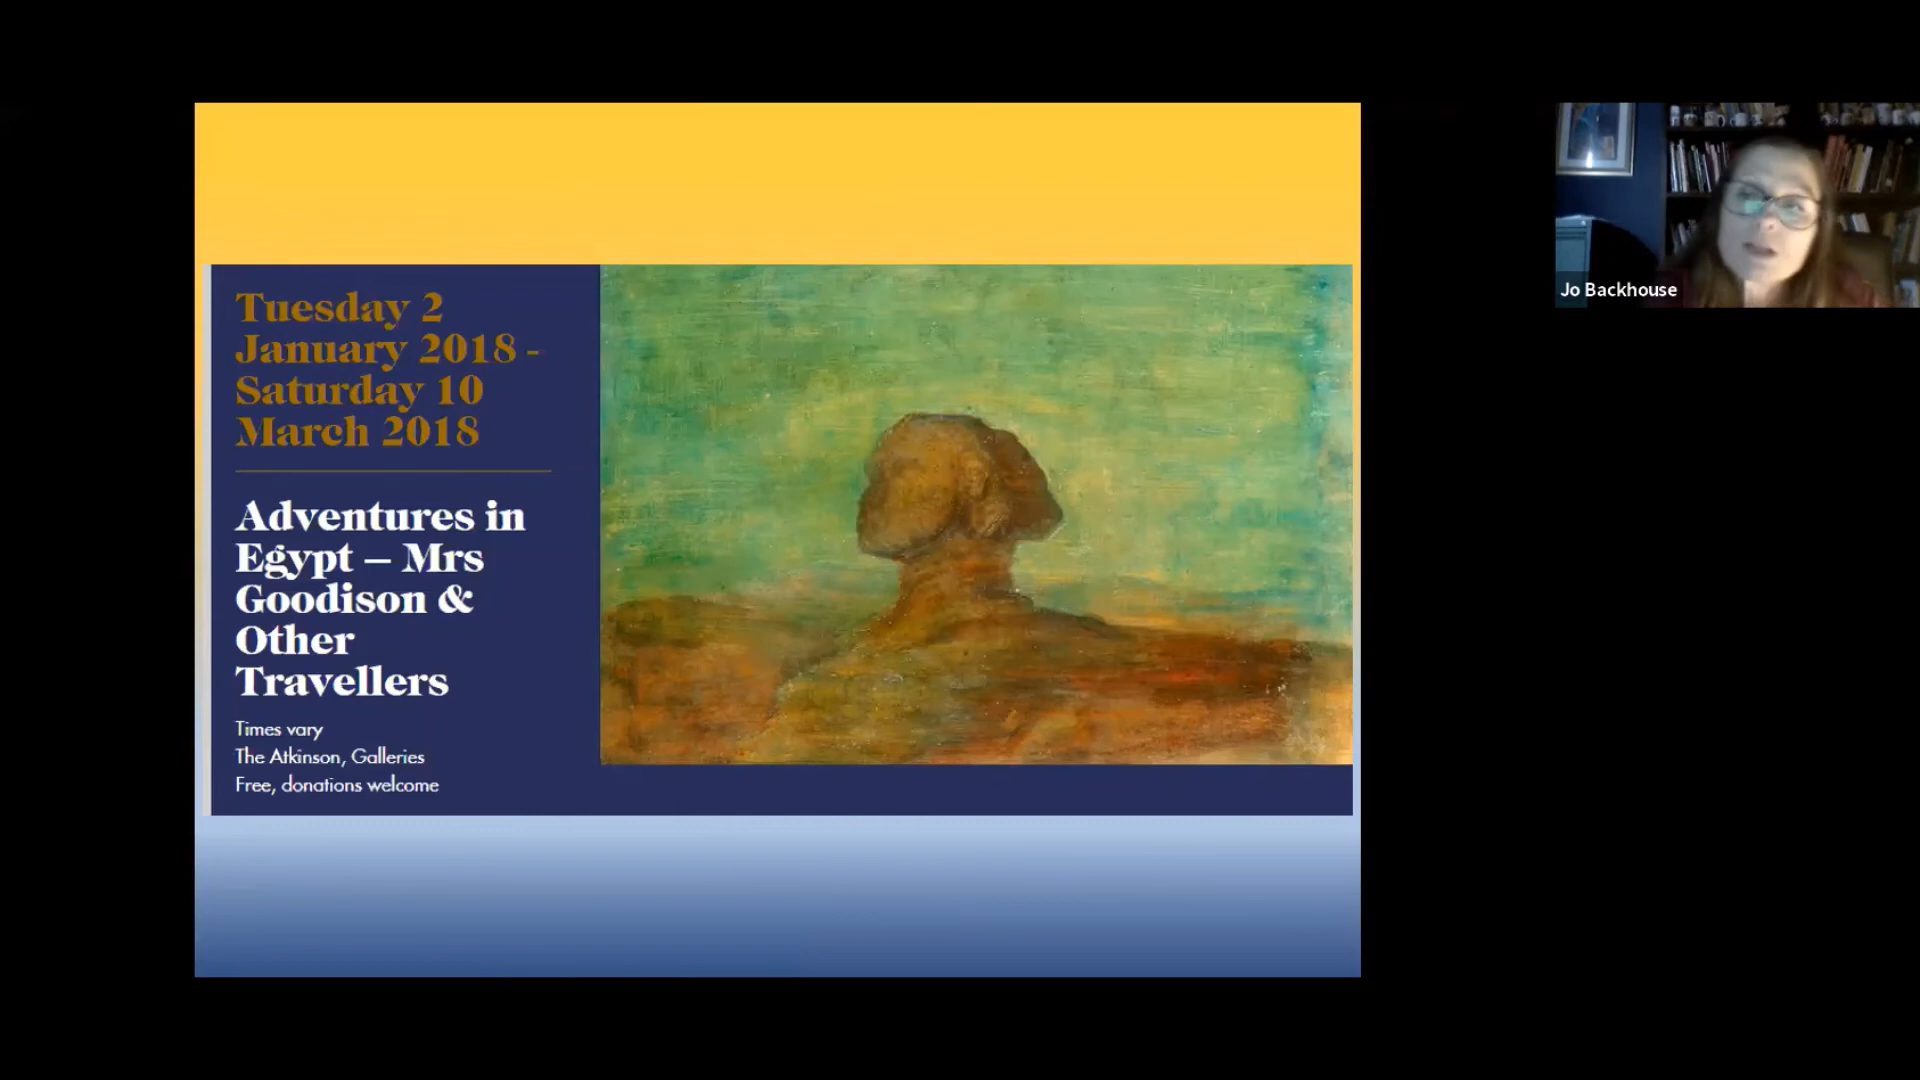 Tuesday 2
January 2018 -
Saturday 10
March 2018
Adventures in
Egypt – Mrs
Goodison &
Other
Travellers
Times vary
The Atkinson, Galleries
Free, donations welcome
Jo Backhouse